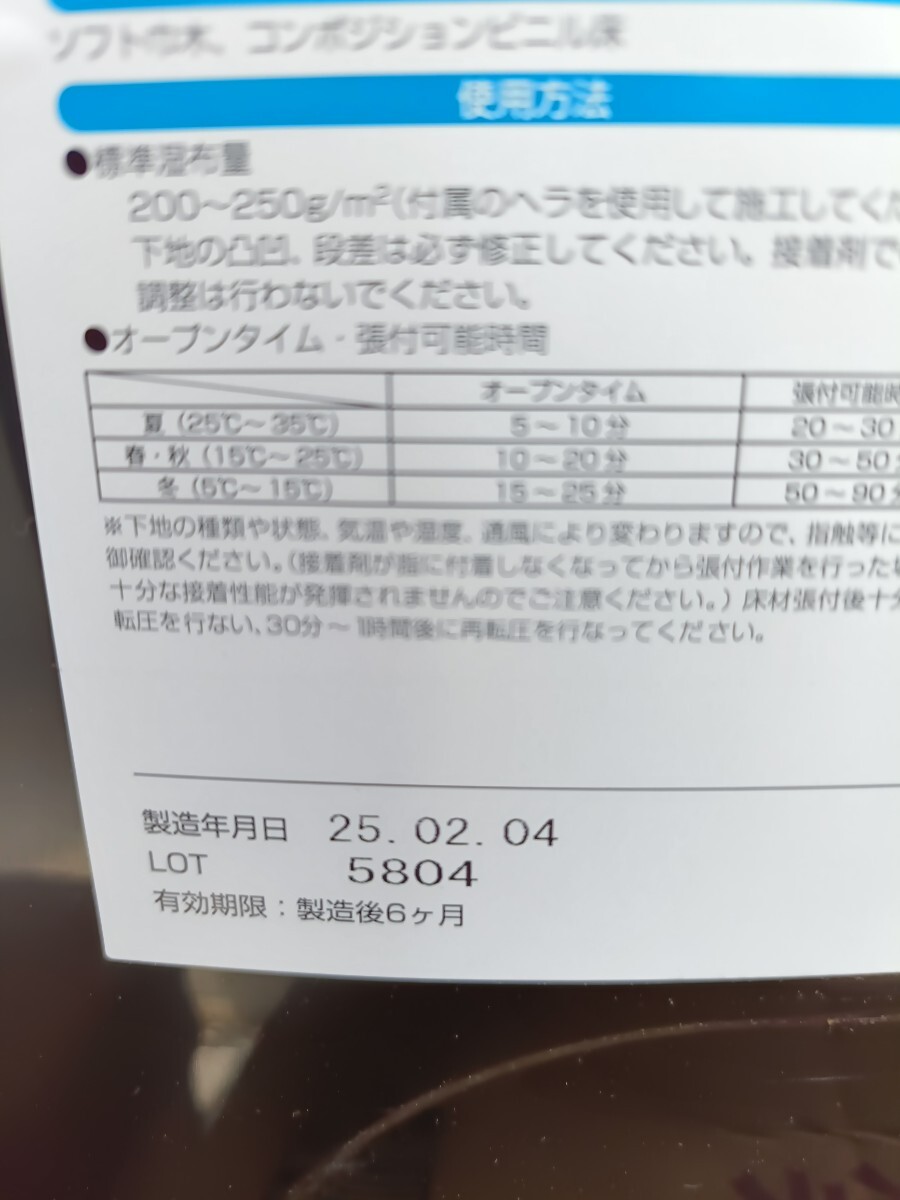 ソフト巾木、コンポジションビニル床
使用方法
●標準塗布量
200～250g/m²(付属のヘラを使用して施工してくだ
下地の凸凹、段差は必ず修正してください。接着剤で
調整は行わないでください。
●オープンタイム・張付可能時間
オープンタイム 張付可能時
夏(25℃～35℃) 5～10分 20～30
春・秋(15℃～25℃) 10～20分 30～50分
冬(5℃～15℃) 15～25分 50～90分
※下地の種類や状態、気温や湿度、通風により変わりますので、指触等に
御確認ください。(接着剤が指に付着しなくなってから張付作業を行った場
十分な接着性能が発揮されませんのでご注意ください。)床材張付後十分
転圧を行ない、30分～1時間後に再転圧を行なってください。
製造年月日 25.02.04
LOT 5804
有効期限:製造後6ヶ月